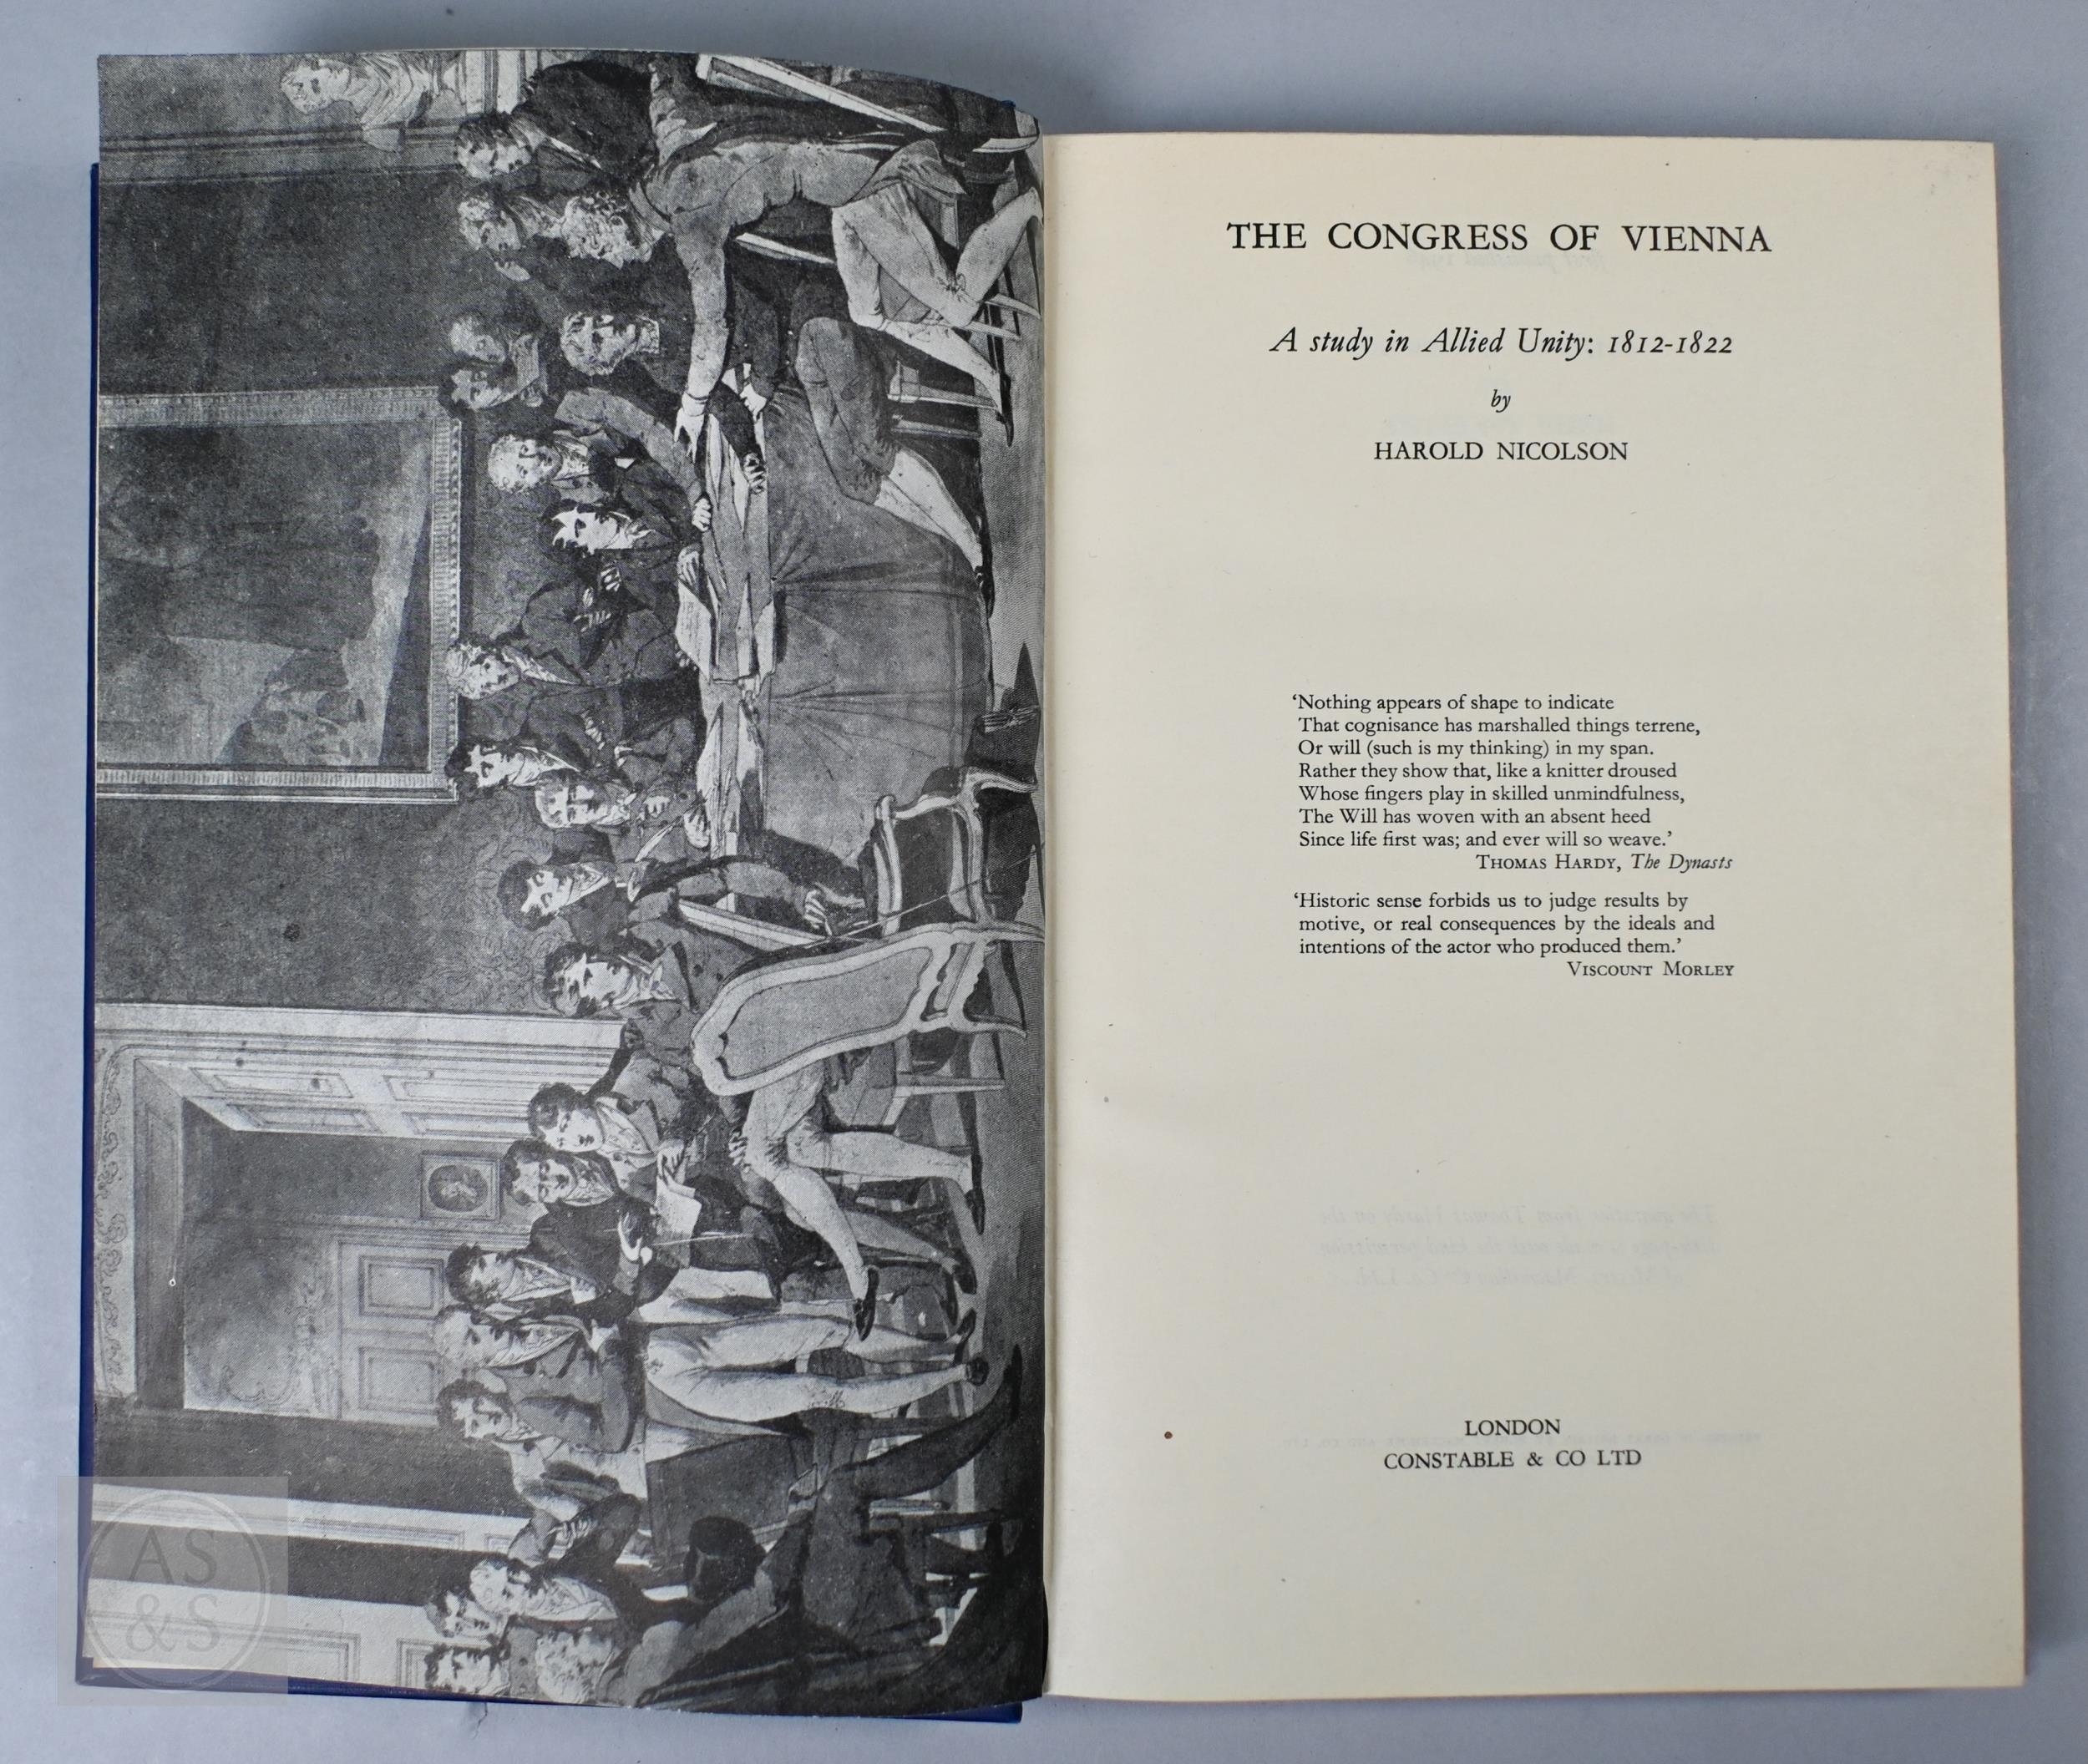 THE CONGRESS OF VIENNA
A study in Allied Unity: 1812-1822
by
HAROLD NICOLSON
‘Nothing appears of shape to indicate
That cognisance has marshalled things terrene,
Or will (such is my thinking) in my span.
Rather they show that, like a knitter droused
Whose fingers play in skilled unmindfulness,
The Will has woven with an absent heed
Since life first was; and ever will so weave.’
THOMAS HARDY, The Dynasts
‘Historic sense forbids us to judge results by
motive, or real consequences by the ideals and
intentions of the actor who produced them.’
VISCOUNT MORLEY
LONDON
CONSTABLE & CO LTD
AS
&S